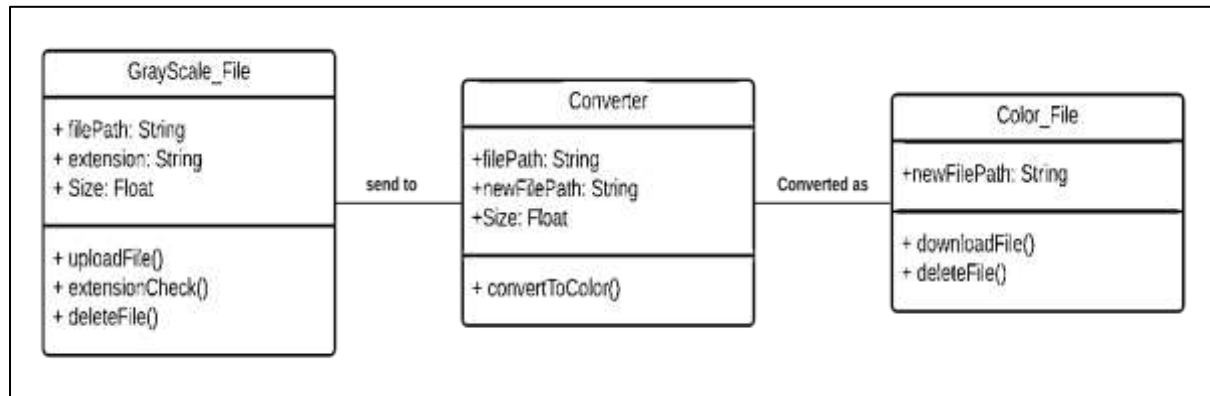 GrayScale_File
+ filePath: String
+ extension: String
+ Size: Float
+ uploadFile()
+ extensionCheck()
+ deleteFile()
send to
Converter
+filePath: String
+newFilePath: String
+Size: Float
+ convertToColor()
Converted as
Color_File
+newFilePath: String
+ downloadFile()
+ deleteFile()